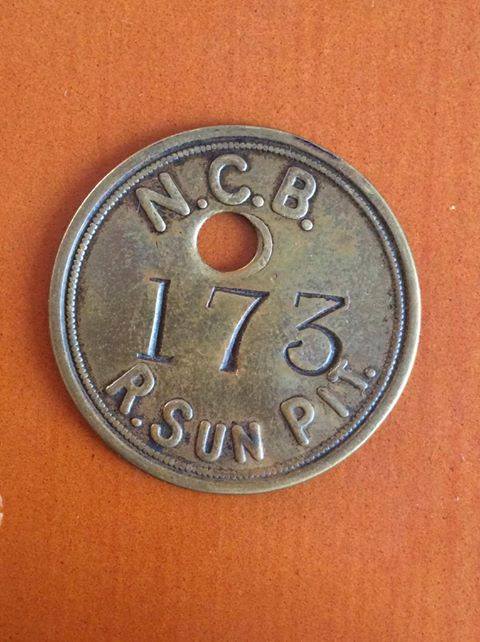 N.C.B.
173
R. SUN PIT.